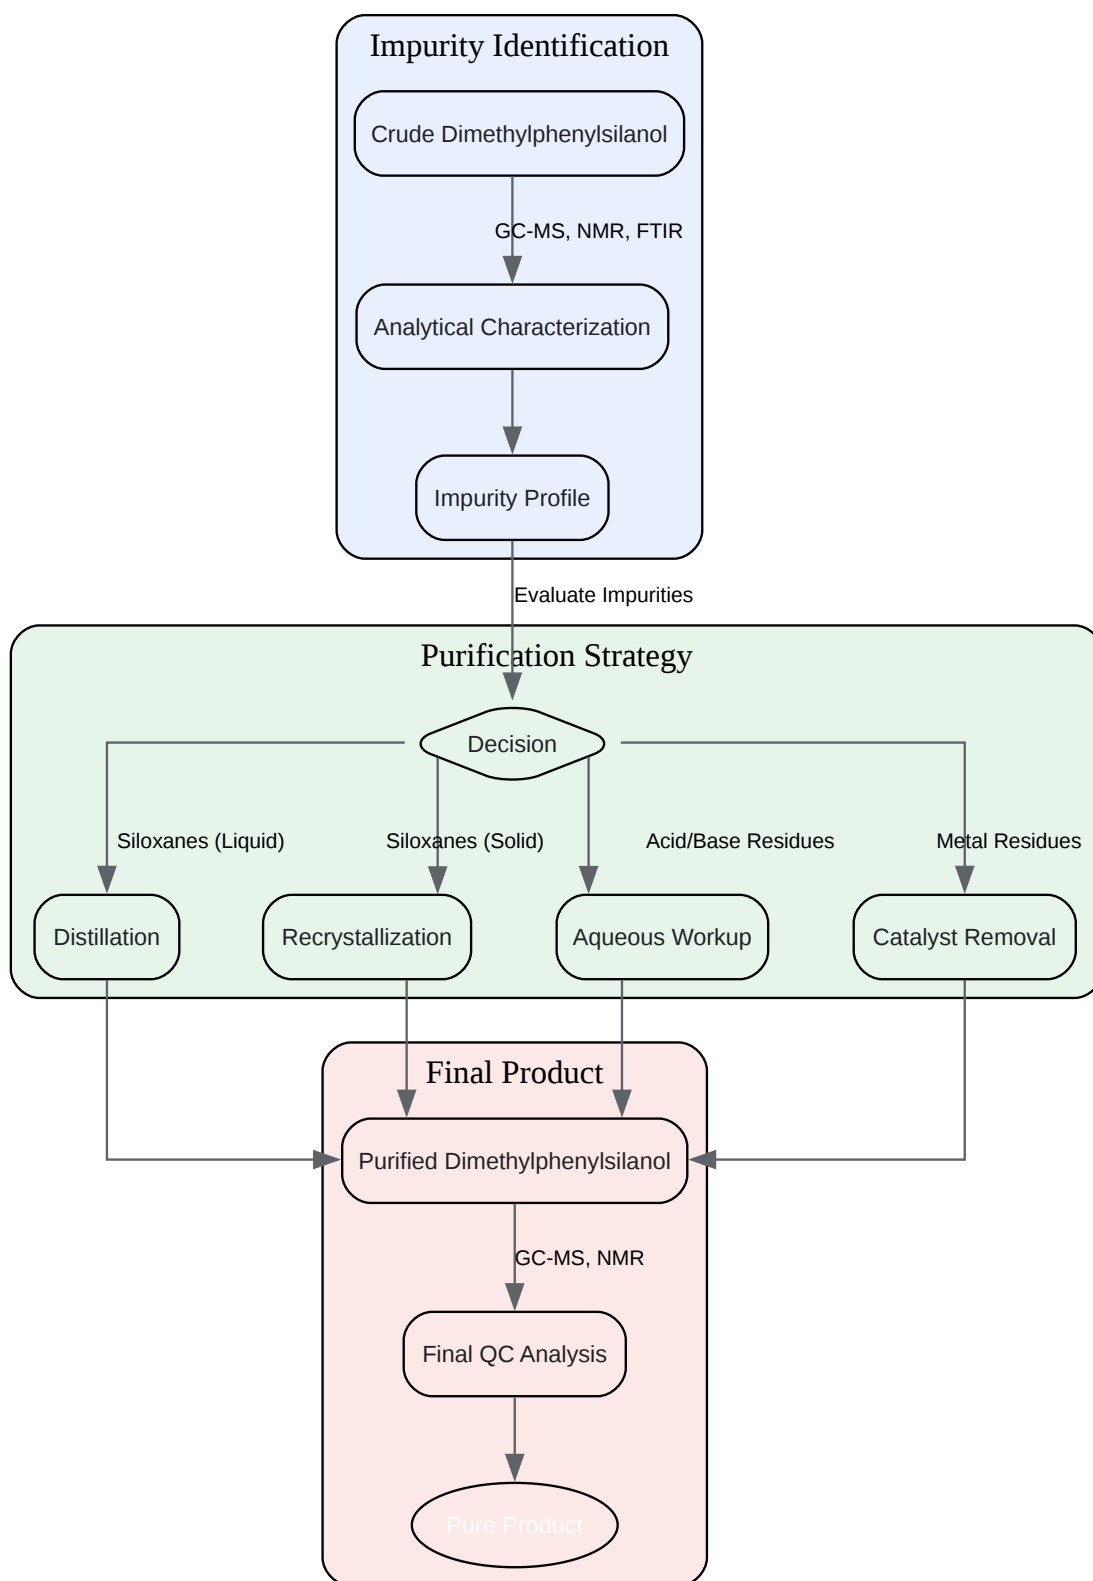 Impurity Identification
Crude Dimethylphenylsilanol
GC-MS, NMR, FTIR
Analytical Characterization
Impurity Profile
Evaluate Impurities
Purification Strategy
Decision
Siloxanes (Liquid)
Siloxanes (Solid)
Acid/Base Residues
Metal Residues
Distillation
Recrystallization
Aqueous Workup
Catalyst Removal
Final Product
Purified Dimethylphenylsilanol
GC-MS, NMR
Final QC Analysis
Pure Product